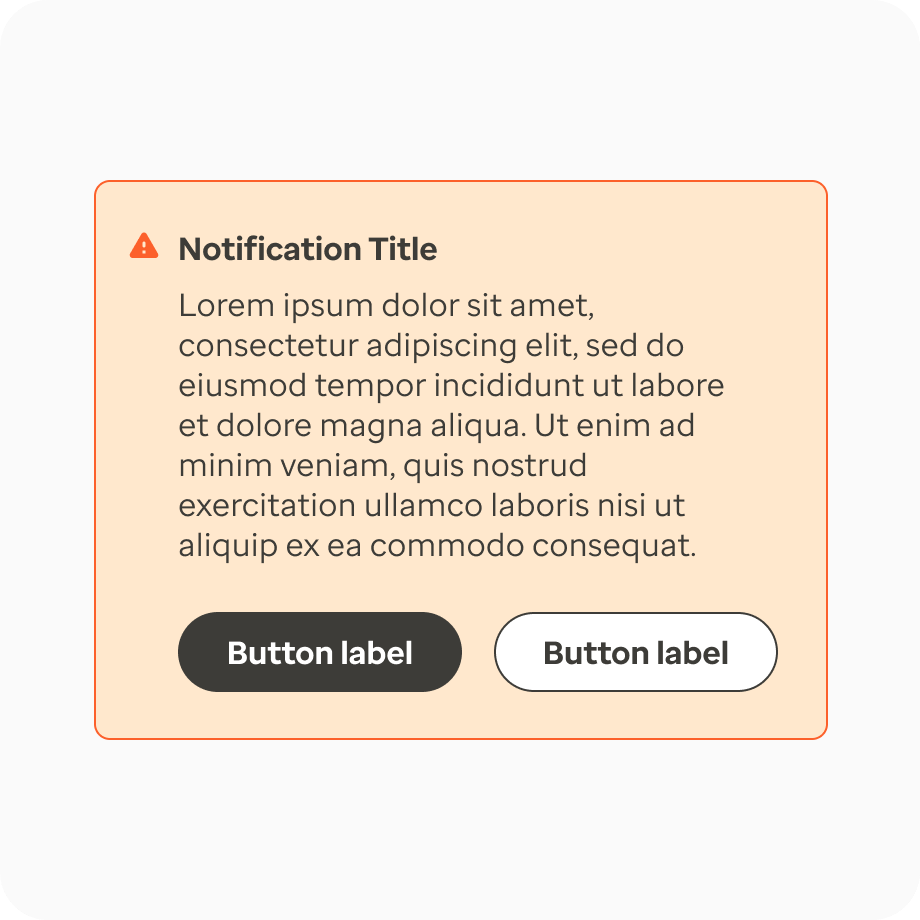 Notification Title
Lorem ipsum dolor sit amet,
consectetur adipiscing elit, sed do
eiusmod tempor incididunt ut labore
et dolore magna aliqua. Ut enim ad
minim veniam, quis nostrud
exercitation ullamco laboris nisi ut
aliquip ex ea commodo consequat.
Button label
Button label